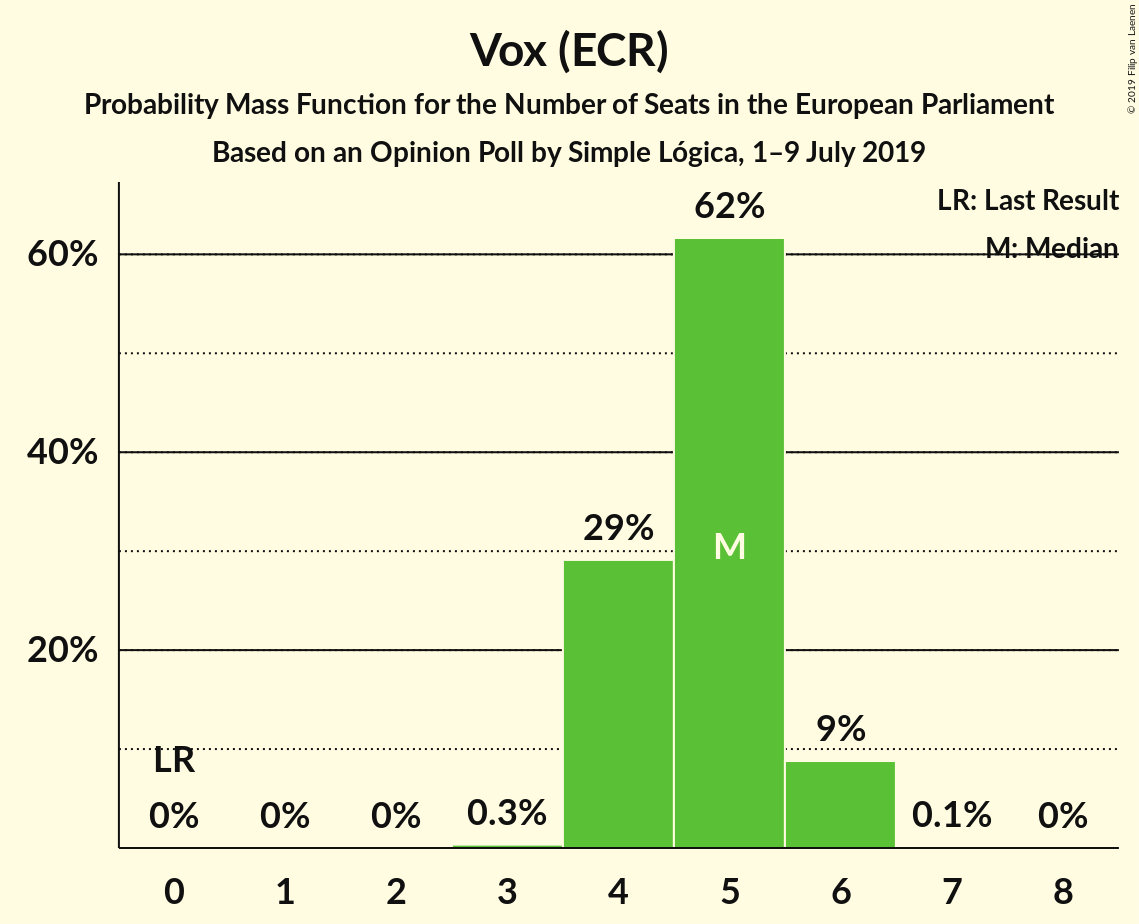 Vox (ECR)
Probability Mass Function for the Number of Seats in the European Parliament
Based on an Opinion Poll by Simple Lógica, 1–9 July 2019
© 2019 Filip van Laenen
LR: Last Result
M: Median
62%
60%
40%
29%
M
20%
9%
LR
0% 0% 0% 0.3% 0.1% 0%
0 1 2 3 4 5 6 7 8